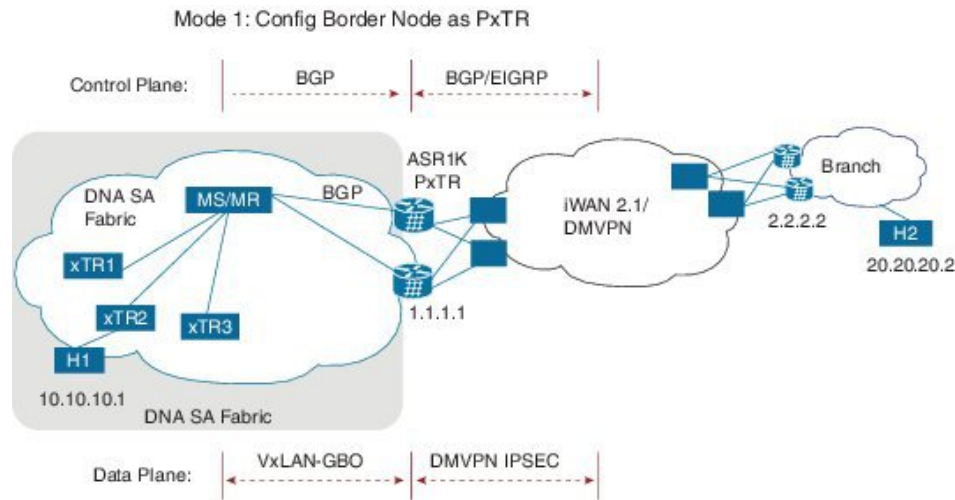 Mode 1: Config Border Node as PxTR
Control Plane:
BGP
BGP/EIGRP
DNA SA
Fabric
MS/MR
BGP
ASR1K
PxTR
iWAN 2.1/
DMVPN
Branch
2.2.2.2
H2
20.20.20.2
xTR1
xTR2
xTR3
1.1.1.1
H1
10.10.10.1
DNA SA Fabric
Data Plane:
VxLAN-GBO
DMVPN IPSEC